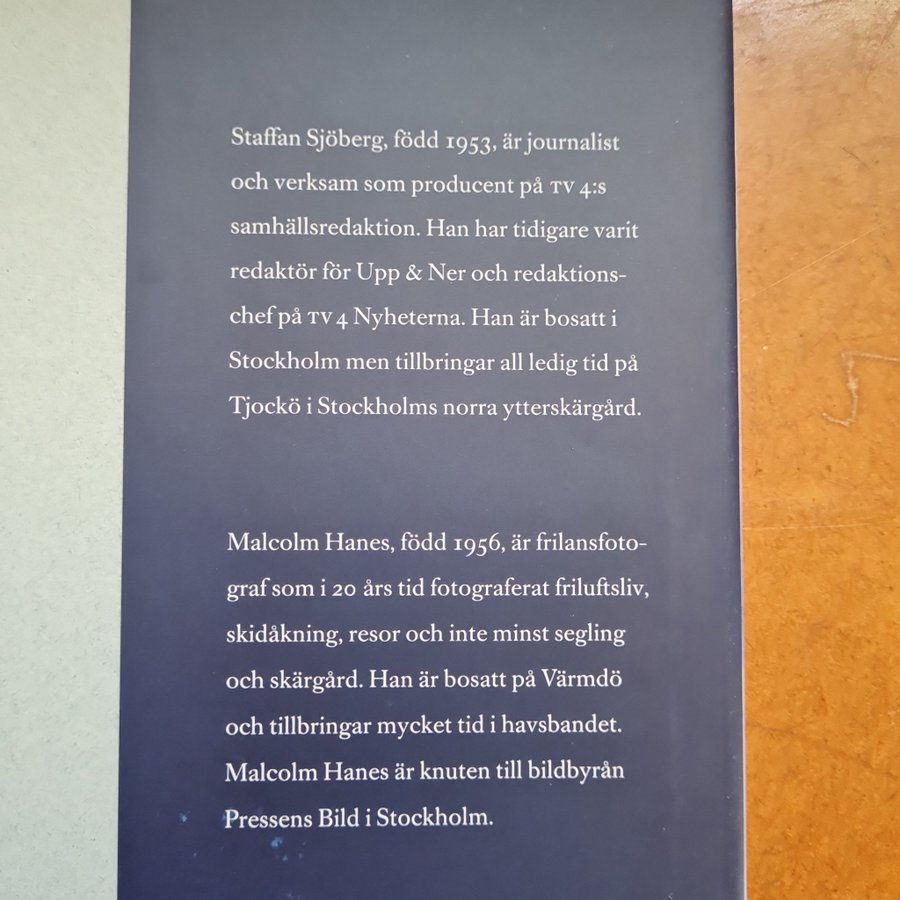 Staffan Sjöberg, född 1953, är journalist
och verksam som producent på TV 4:s
samhällsredaktion. Han har tidigare varit
redaktör för Upp & Ner och redaktions-
chef på TV 4 Nyheterna. Han är bosatt i
Stockholm men tillbringar all ledig tid på
Tjockö i Stockholms norra ytterskärgård.
Malcolm Hanes, född 1956, är frilansfoto-
graf som i 20 års tid fotograferat friluftsliv,
skidåkning, resor och inte minst segling
och skärgård. Han är bosatt på Värmdö
och tillbringar mycket tid i havsbandet.
Malcolm Hanes är knuten till bildbyrån
Pressens Bild i Stockholm.